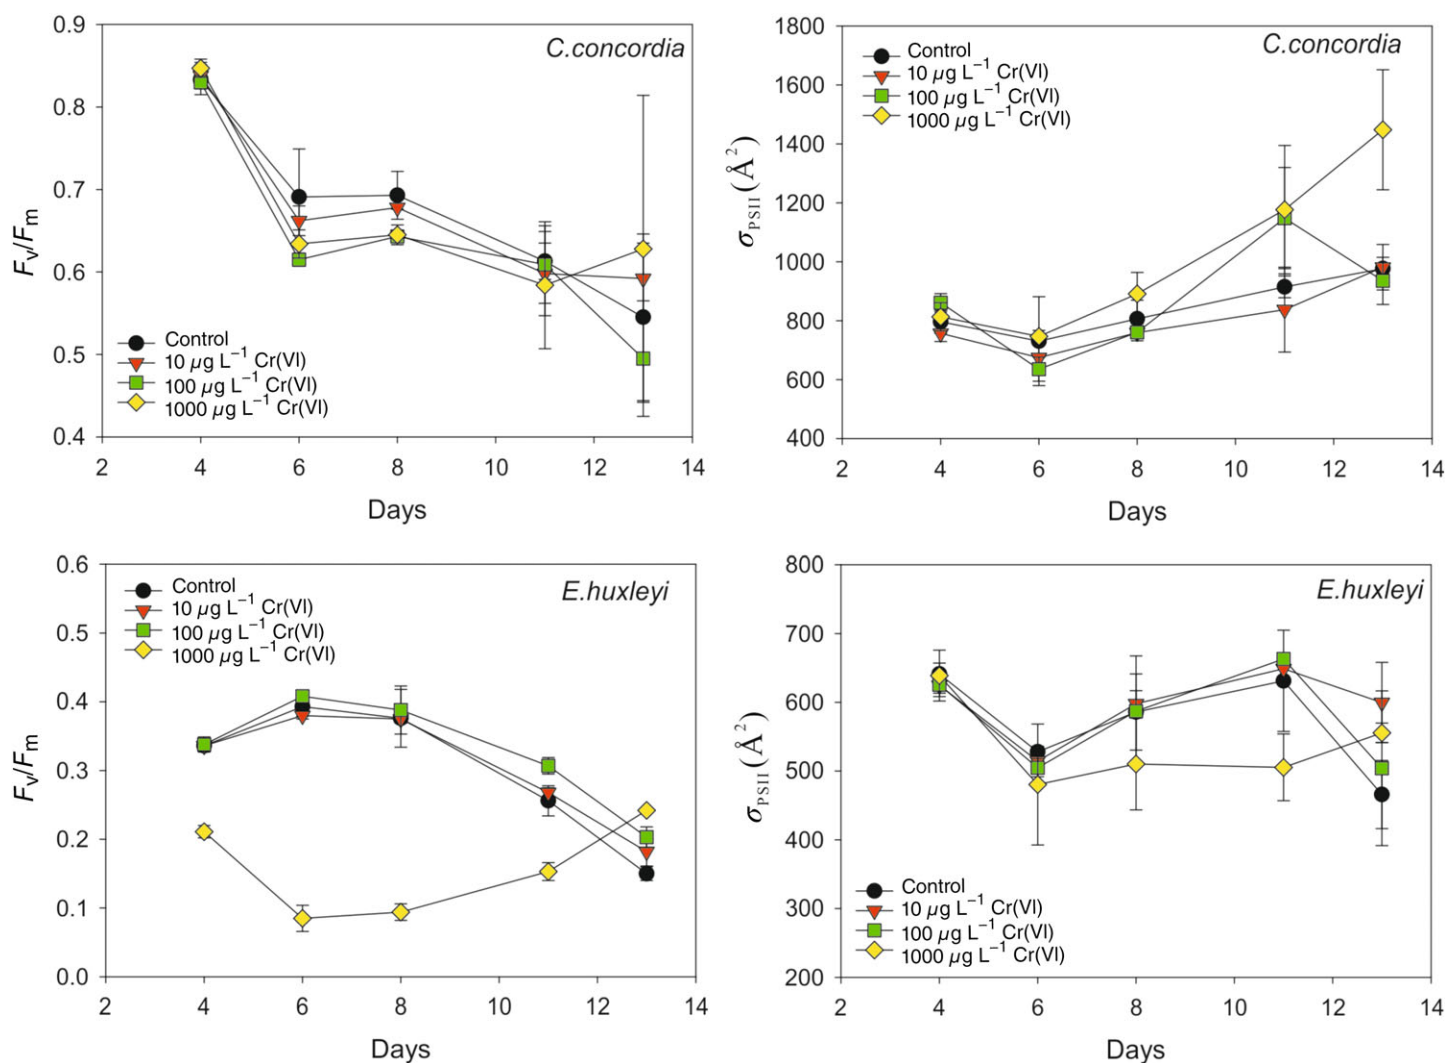 C.concordia
0.9
0.8
0.7
0.6
0.5
0.4
Fv/Fm
Control
10 µg L⁻¹ Cr(VI)
100 µg L⁻¹ Cr(VI)
1000 µg L⁻¹ Cr(VI)
2 4 6 8 10 12 14
Days
C.concordia
Control
10 µg L⁻¹ Cr(VI)
100 µg L⁻¹ Cr(VI)
1000 µg L⁻¹ Cr(VI)
1800
1600
1400
1200
1000
800
600
400
σPSII (Å²)
2 4 6 8 10 12 14
Days
E.huxleyi
Control
10 µg L⁻¹ Cr(VI)
100 µg L⁻¹ Cr(VI)
1000 µg L⁻¹ Cr(VI)
0.6
0.5
0.4
0.3
0.2
0.1
0.0
Fv/Fm
2 4 6 8 10 12 14
Days
E.huxleyi
800
700
600
500
400
300
200
σPSII (Å²)
Control
10 µg L⁻¹ Cr(VI)
100 µg L⁻¹ Cr(VI)
1000 µg L⁻¹ Cr(VI)
2 4 6 8 10 12 14
Days